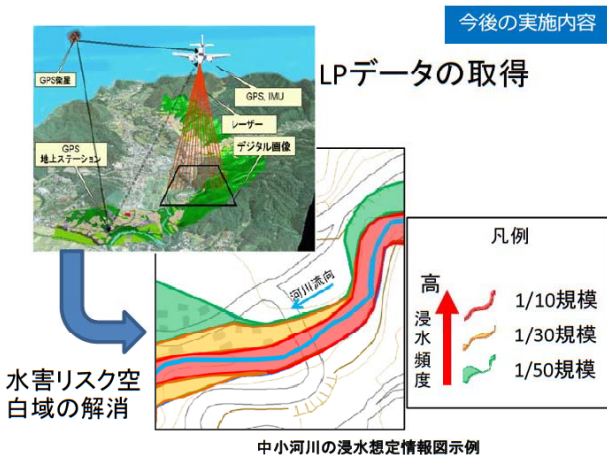 今後の実施内容
LPデータの取得
GPS衛星
GPS, IMU
レーザー
デジタル画像
GPS
地上ステーション
河川流向
凡例
高
浸水頻度
1/10規模
1/30規模
1/50規模
水害リスク空
白域の解消
中小河川の浸水想定情報図示例